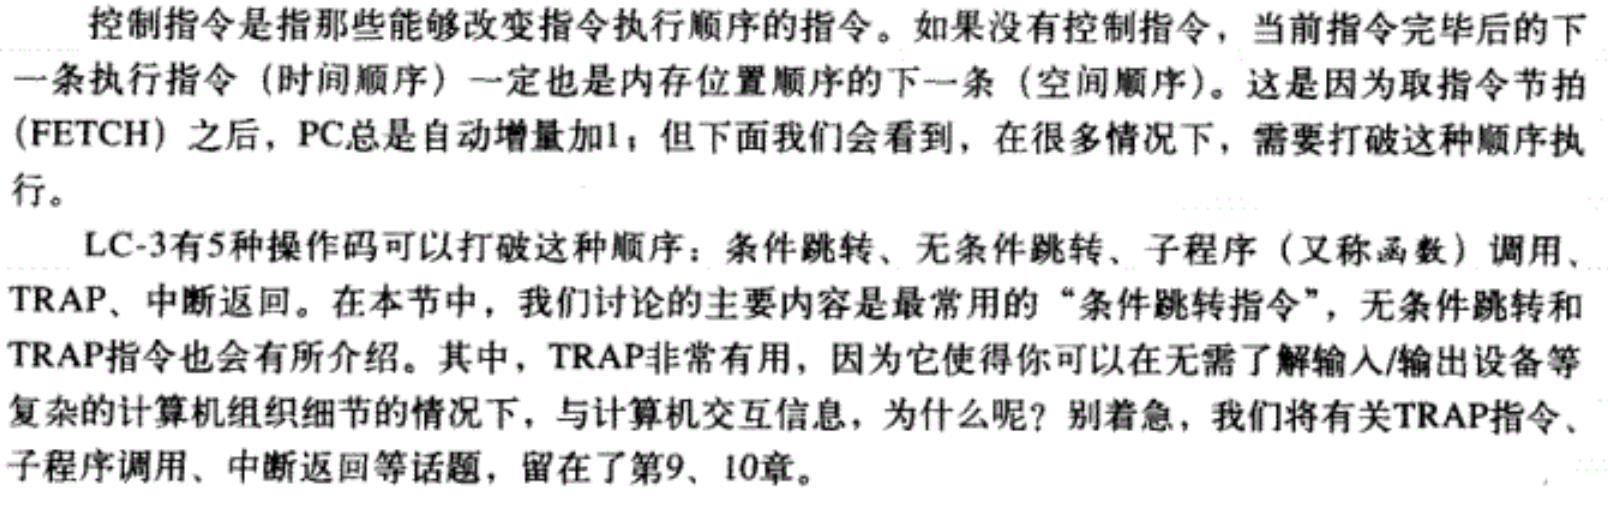 控制指令是指那些能够改变指令执行顺序的指令。如果没有控制指令，当前指令完毕后的下
一条执行指令（时间顺序）一定也是内存位置顺序的下一条（空间顺序）。这是因为取指令节拍
（FETCH）之后，PC总是自动增量加1；但下面我们会看到，在很多情况下，需要打破这种顺序执
行。
LC-3有5种操作码可以打破这种顺序：条件跳转、无条件跳转、子程序（又称函数）调用、
TRAP、中断返回。在本节中，我们讨论的主要内容是最常用的“条件跳转指令”，无条件跳转和
TRAP指令也会有所介绍。其中，TRAP非常有用，因为它使得你可以在无需了解输入/输出设备等
复杂的计算机组织细节的情况下，与计算机交互信息，为什么呢？别着急，我们将有关TRAP指令、
子程序调用、中断返回等话题，留在了第9、10章。